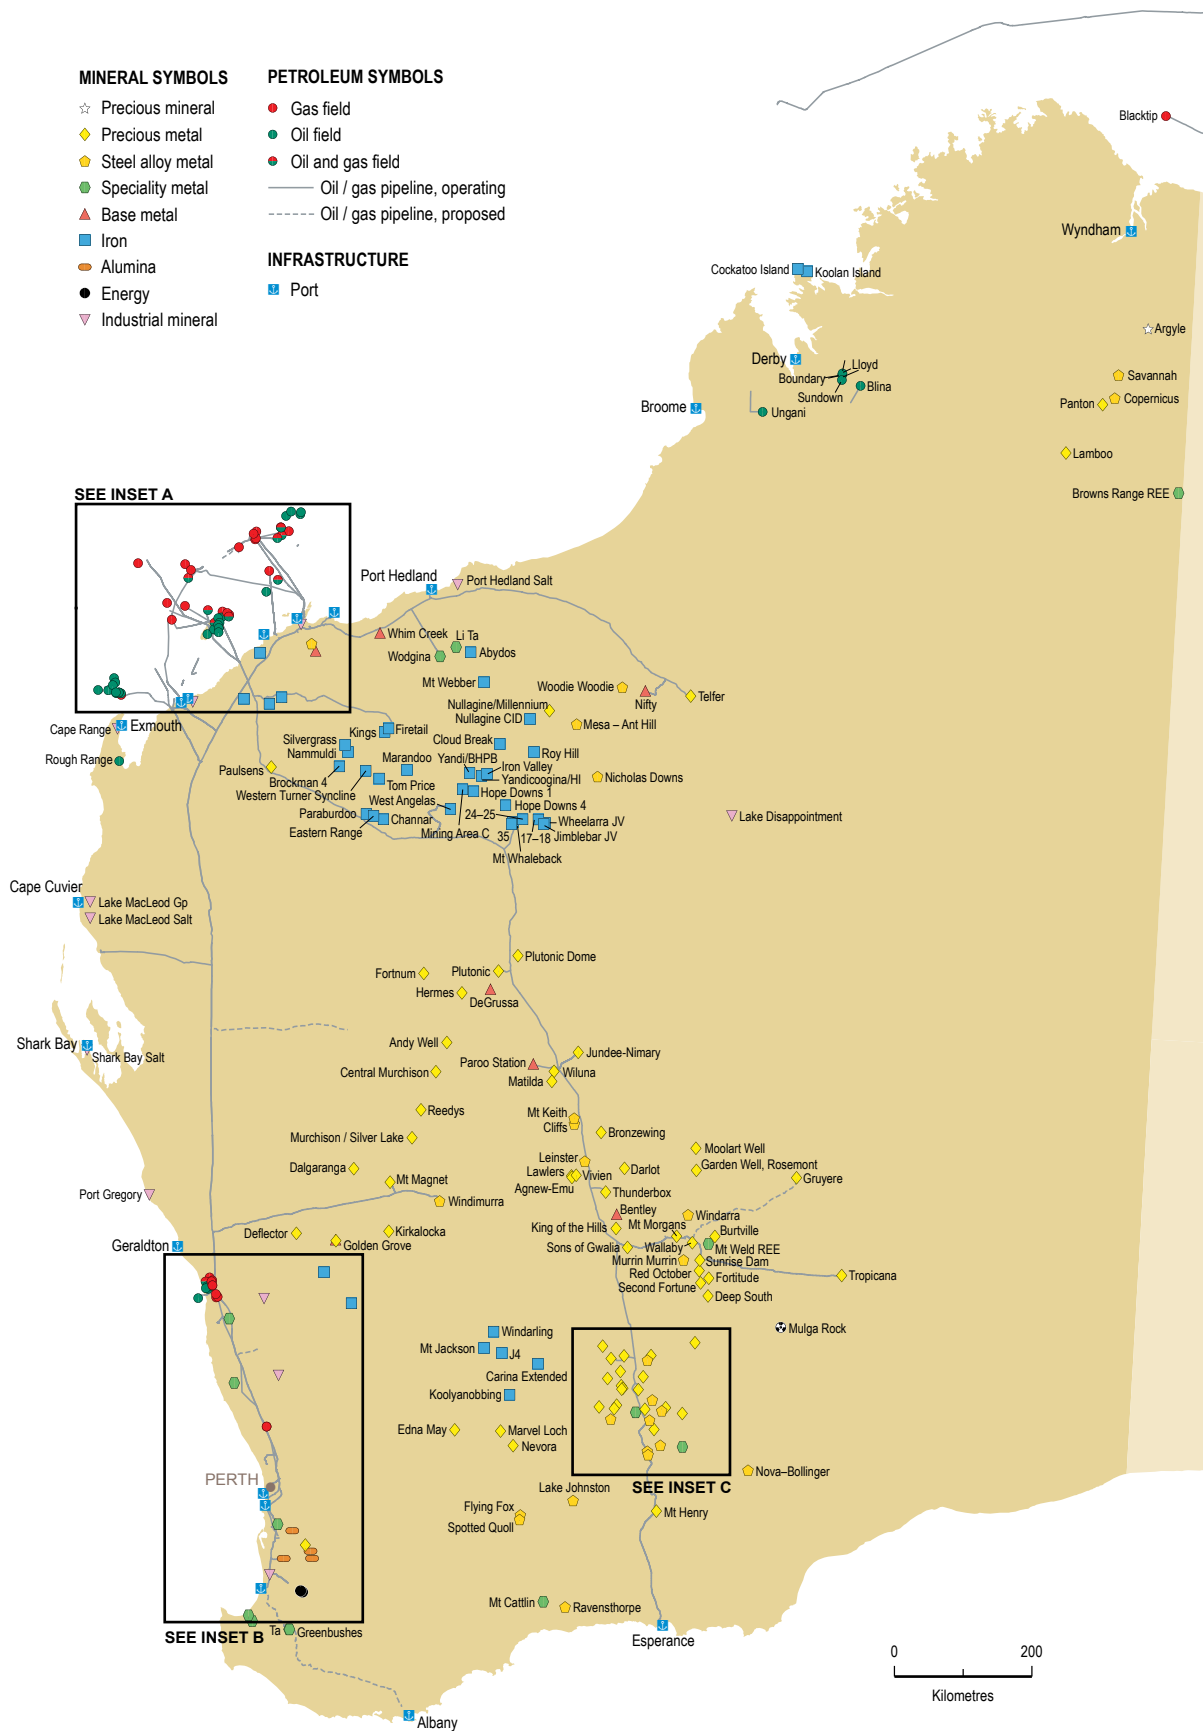 MINERAL SYMBOLS
Precious mineral
Precious metal
Steel alloy metal
Speciality metal
Base metal
Iron
Alumina
Energy
Industrial mineral
PETROLEUM SYMBOLS
Gas field
Oil field
Oil and gas field
Oil / gas pipeline, operating
Oil / gas pipeline, proposed
INFRASTRUCTURE
Port
Blacktip
Wyndham
Cockatoo Island
Koolan Island
Argyle
Derby
Lloyd
Boundary
Sundown
Blina
Savannah
Copernicus
Panton
Broome
Ungani
Lamboo
Browns Range REE
SEE INSET A
Port Hedland
Port Hedland Salt
Whim Creek
Li Ta
Wodgina
Abydos
Mt Webber
Woodie Woodie
Nifty
Telfer
Nullagine/Millennium
Nullagine CID
Mesa – Ant Hill
Cape Range
Exmouth
Rough Range
Kings
Firetail
Silvergrass
Nammuldi
Cloud Break
Roy Hill
Marandoo
Yandi/BHPB
Iron Valley
Paulsens
Brockman 4
Yandicoogina/HI
Nicholas Downs
Western Turner Syncline
Tom Price
Hope Downs 1
West Angelas
Hope Downs 4
Paraburdoo
24–25
Channar
Wheelarra JV
Eastern Range
Mining Area C
35
17–18
Jimblebar JV
Mt Whaleback
Lake Disappointment
Cape Cuvier
Lake MacLeod Gp
Lake MacLeod Salt
Plutonic Dome
Fortnum
Plutonic
Hermes
DeGrussa
Shark Bay
Shark Bay Salt
Andy Well
Jundee-Nimary
Paroo Station
Central Murchison
Wiluna
Matilda
Reedys
Mt Keith
Cliffs
Murchison / Silver Lake
Bronzewing
Moolart Well
Leinster
Garden Well, Rosemont
Dalgaranga
Lawlers
Vivien
Darlot
Gruyere
Mt Magnet
Agnew-Emu
Port Gregory
Thunderbox
Windimurra
Bentley
Windarra
Mt Morgans
Deflector
Kirkalocka
King of the Hills
Burtville
Geraldton
Golden Grove
Sons of Gwalia
Wallaby
Mt Weld REE
Murrin Murrin
Sunrise Dam
Red October
Fortitude
Tropicana
Second Fortune
Deep South
Mulga Rock
Windarling
Mt Jackson
J4
Carina Extended
Koolyanobbing
Edna May
Marvel Loch
Nevora
PERTH
SEE INSET C
Nova–Bollinger
Lake Johnston
Flying Fox
Mt Henry
Spotted Quoll
Mt Cattlin
Ravensthorpe
Ta
Greenbushes
SEE INSET B
Esperance
0 200
Kilometres
Albany